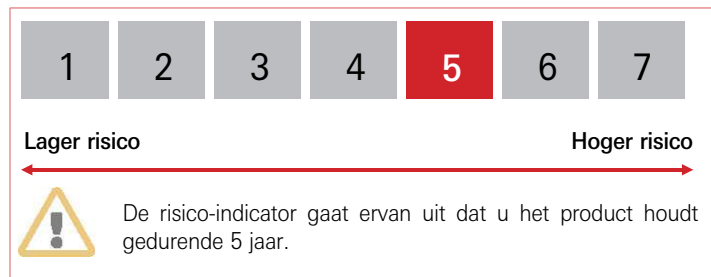 1 2 3 4 5 6 7
Lager risico Hoger risico
De risico-indicator gaat ervan uit dat u het product houdt
gedurende 5 jaar.